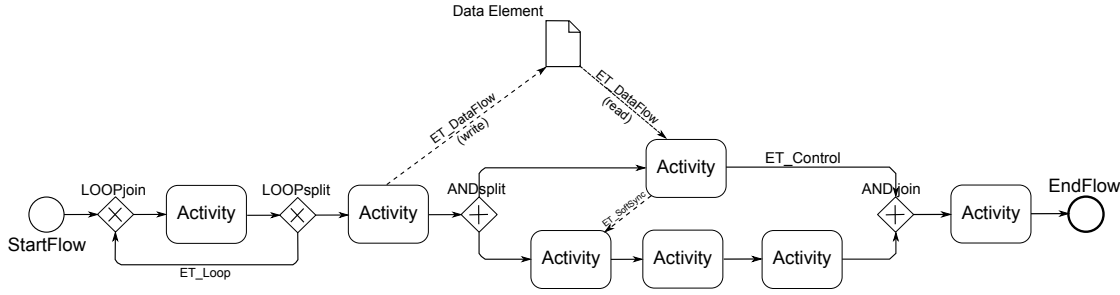 Data Element
ET_DataFlow
(write)
ET_DataFlow
(read)
Activity
ET_Control
LOOPjoin
LOOPsplit
ANDsplit
ANDjoin
EndFlow
Activity
Activity
ET_SoftSync
Activity
StartFlow
ET_Loop
Activity
Activity
Activity